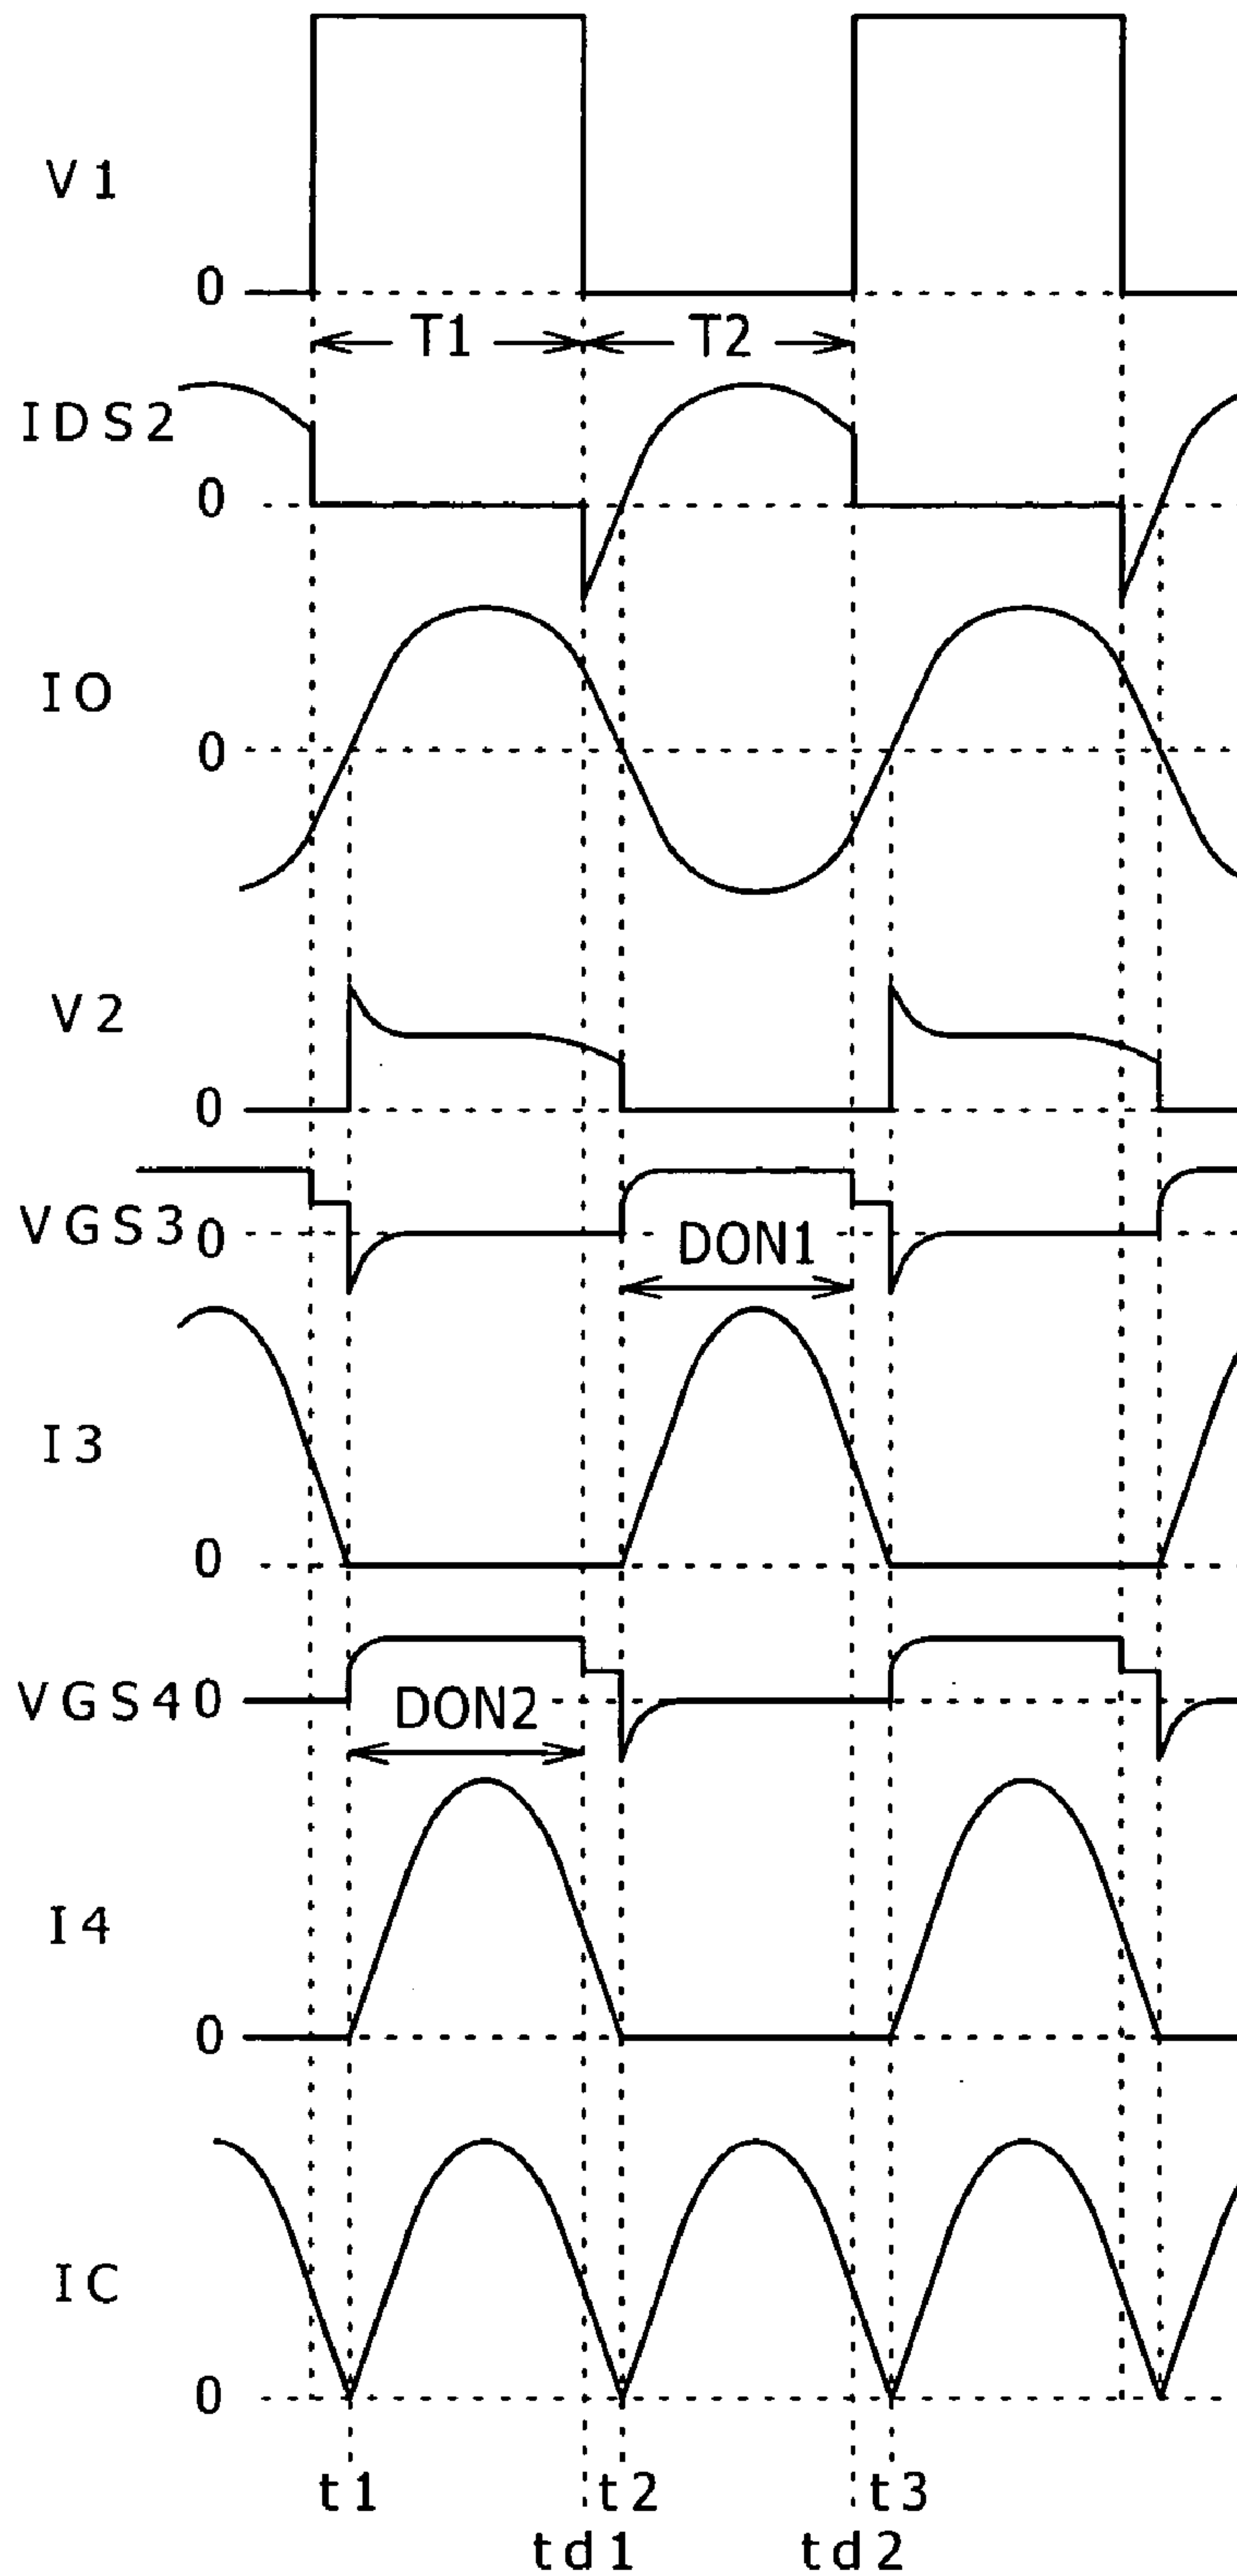 V1
0
T1 T2
IDS2
0
IO
0
V2
0
VGS3 0
DON1
I3
0
VGS4 0
DON2
I4
0
IC
0
t1 t2 t3
td1 td2